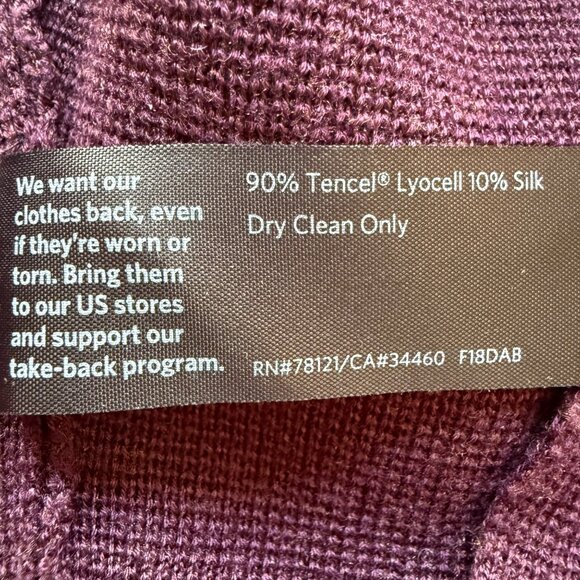 We want our
clothes back, even
if they're worn or
torn. Bring them
to our US stores
and support our
take-back program.
90% Tencel® Lyocell 10% Silk
Dry Clean Only
RN#78121/CA#34460 F18DAB